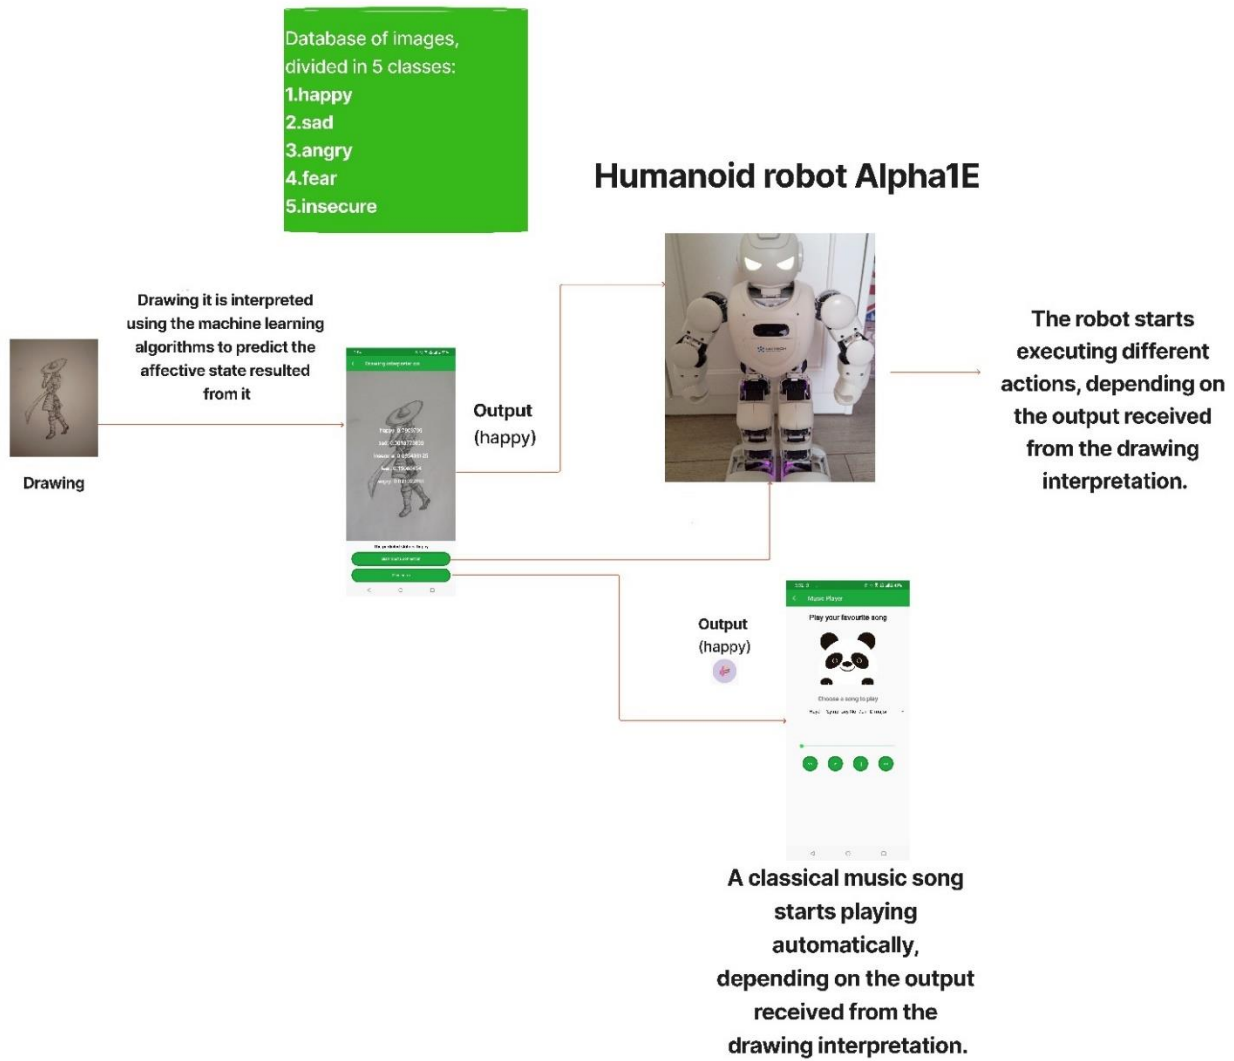 Database of images,
divided in 5 classes:
1.happy
2.sad
3.angry
4.fear
5.insecure
Humanoid robot Alpha1E
Drawing it is interpreted
using the machine learning
algorithms to predict the
affective state resulted
from it
Drawing
Drawing interpretation
Output
(happy)
The robot starts
executing different
actions, depending on
the output received
from the drawing
interpretation.
Output
(happy)
Music Player
Play your favourite song
Choose a song to play
A classical music song
starts playing
automatically,
depending on the output
received from the
drawing interpretation.